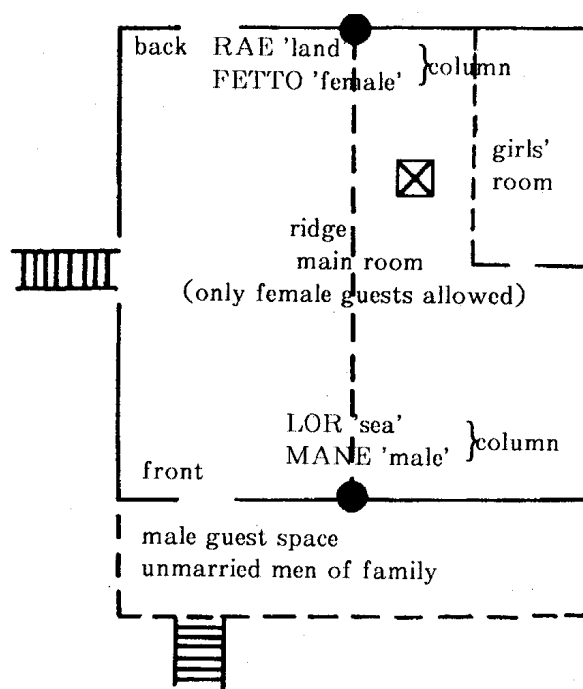 back RAE 'land'
FETTO 'female' }column
girls'
room
ridge
main room
(only female guests allowed)
LOR 'sea'
MANE 'male' }column
front
male guest space
unmarried men of family